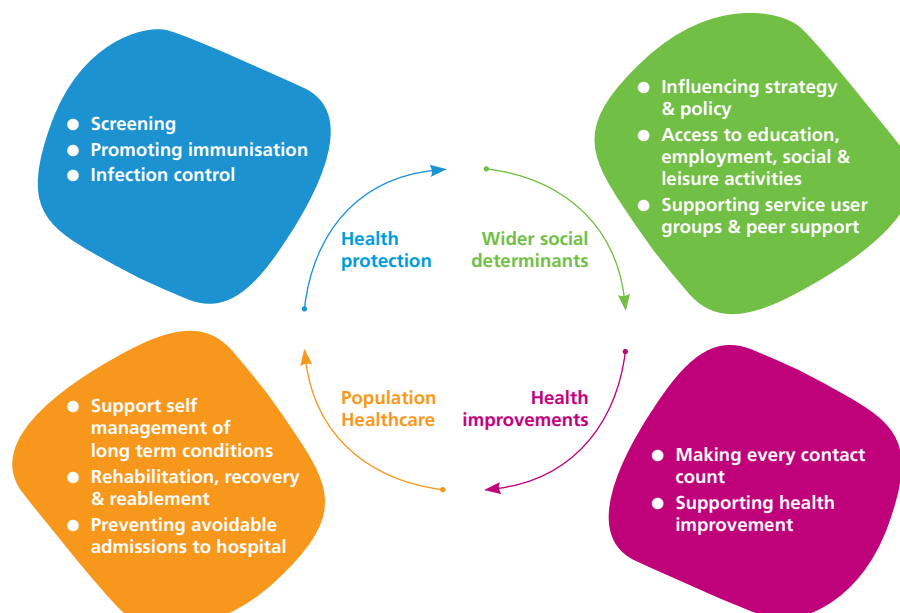 ● Screening
● Promoting immunisation
● Infection control
● Influencing strategy
& policy
● Access to education,
employment, social &
leisure activities
● Supporting service user
groups & peer support
Health
protection
Wider social
determinants
Population
Healthcare
Health
improvements
● Support self
management of
long term conditions
● Rehabilitation, recovery
& reablement
● Preventing avoidable
admissions to hospital
● Making every contact
count
● Supporting health
improvement